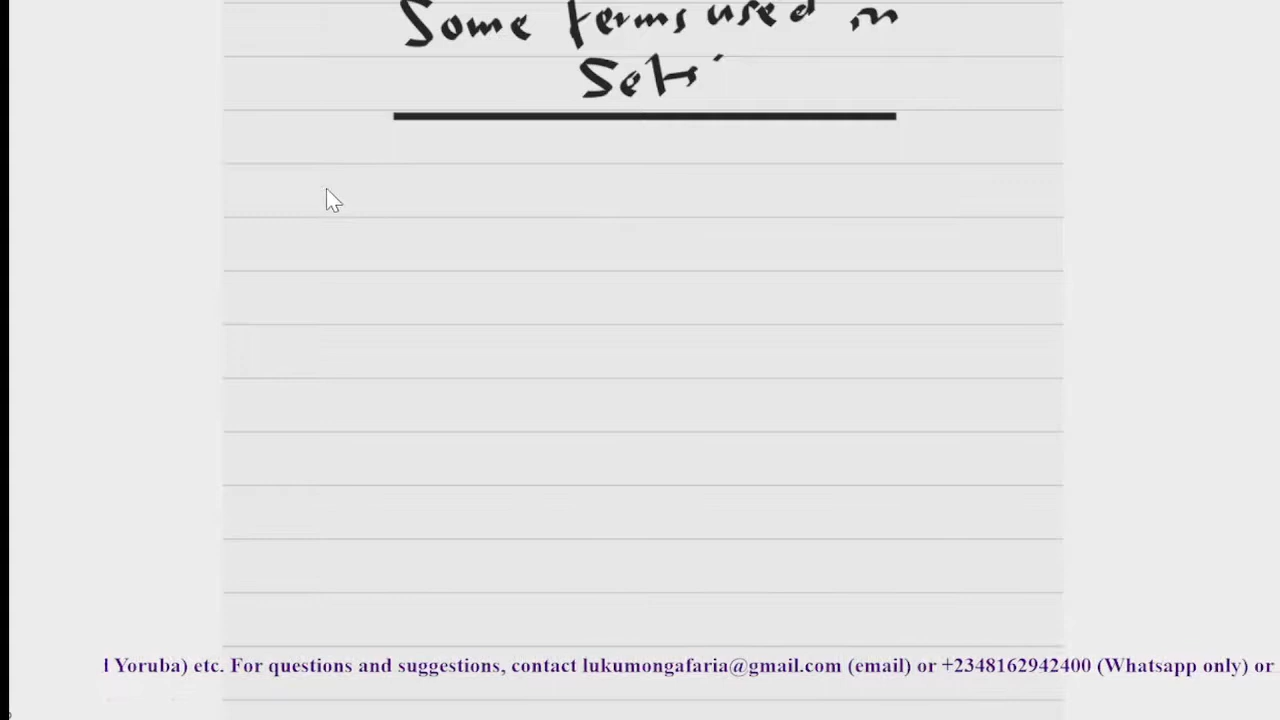 Some terms used in
Sets
Yoruba) etc. For questions and suggestions, contact lukumongafaria@gmail.com (email) or +2348162942400 (Whatsapp only) or